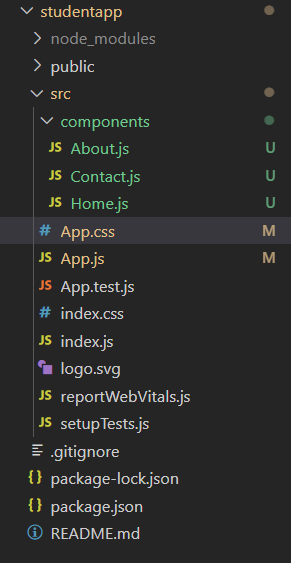 studentapp
node_modules
public
src
components
JS About.js U
JS Contact.js U
JS Home.js U
# App.css M
JS App.js M
JS App.test.js
# index.css
JS index.js
logo.svg
JS reportWebVitals.js
JS setupTests.js
.gitignore
{} package-lock.json
{} package.json
README.md